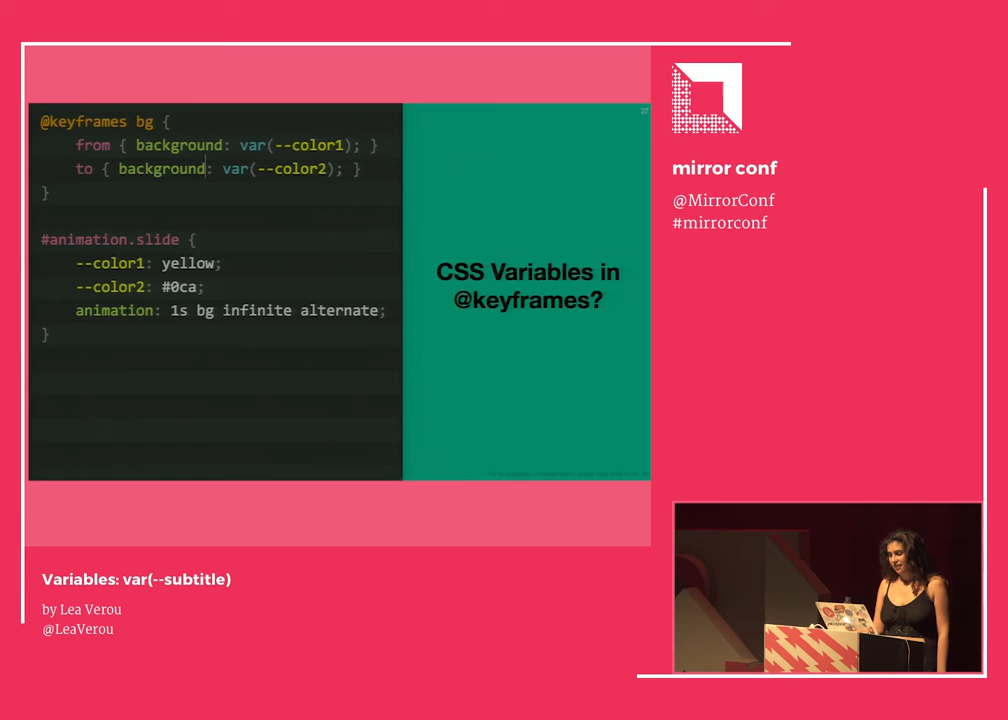 @keyframes bg {
from { background: var(--color1); }
to { background: var(--color2); }
}
#animation.slide {
--color1: yellow;
--color2: #0ca;
animation: 1s bg infinite alternate;
}
27
CSS Variables in
@keyframes?
mirror conf
@MirrorConf
#mirrorconf
Variables: var(--subtitle)
by Lea Verou
@LeaVerou